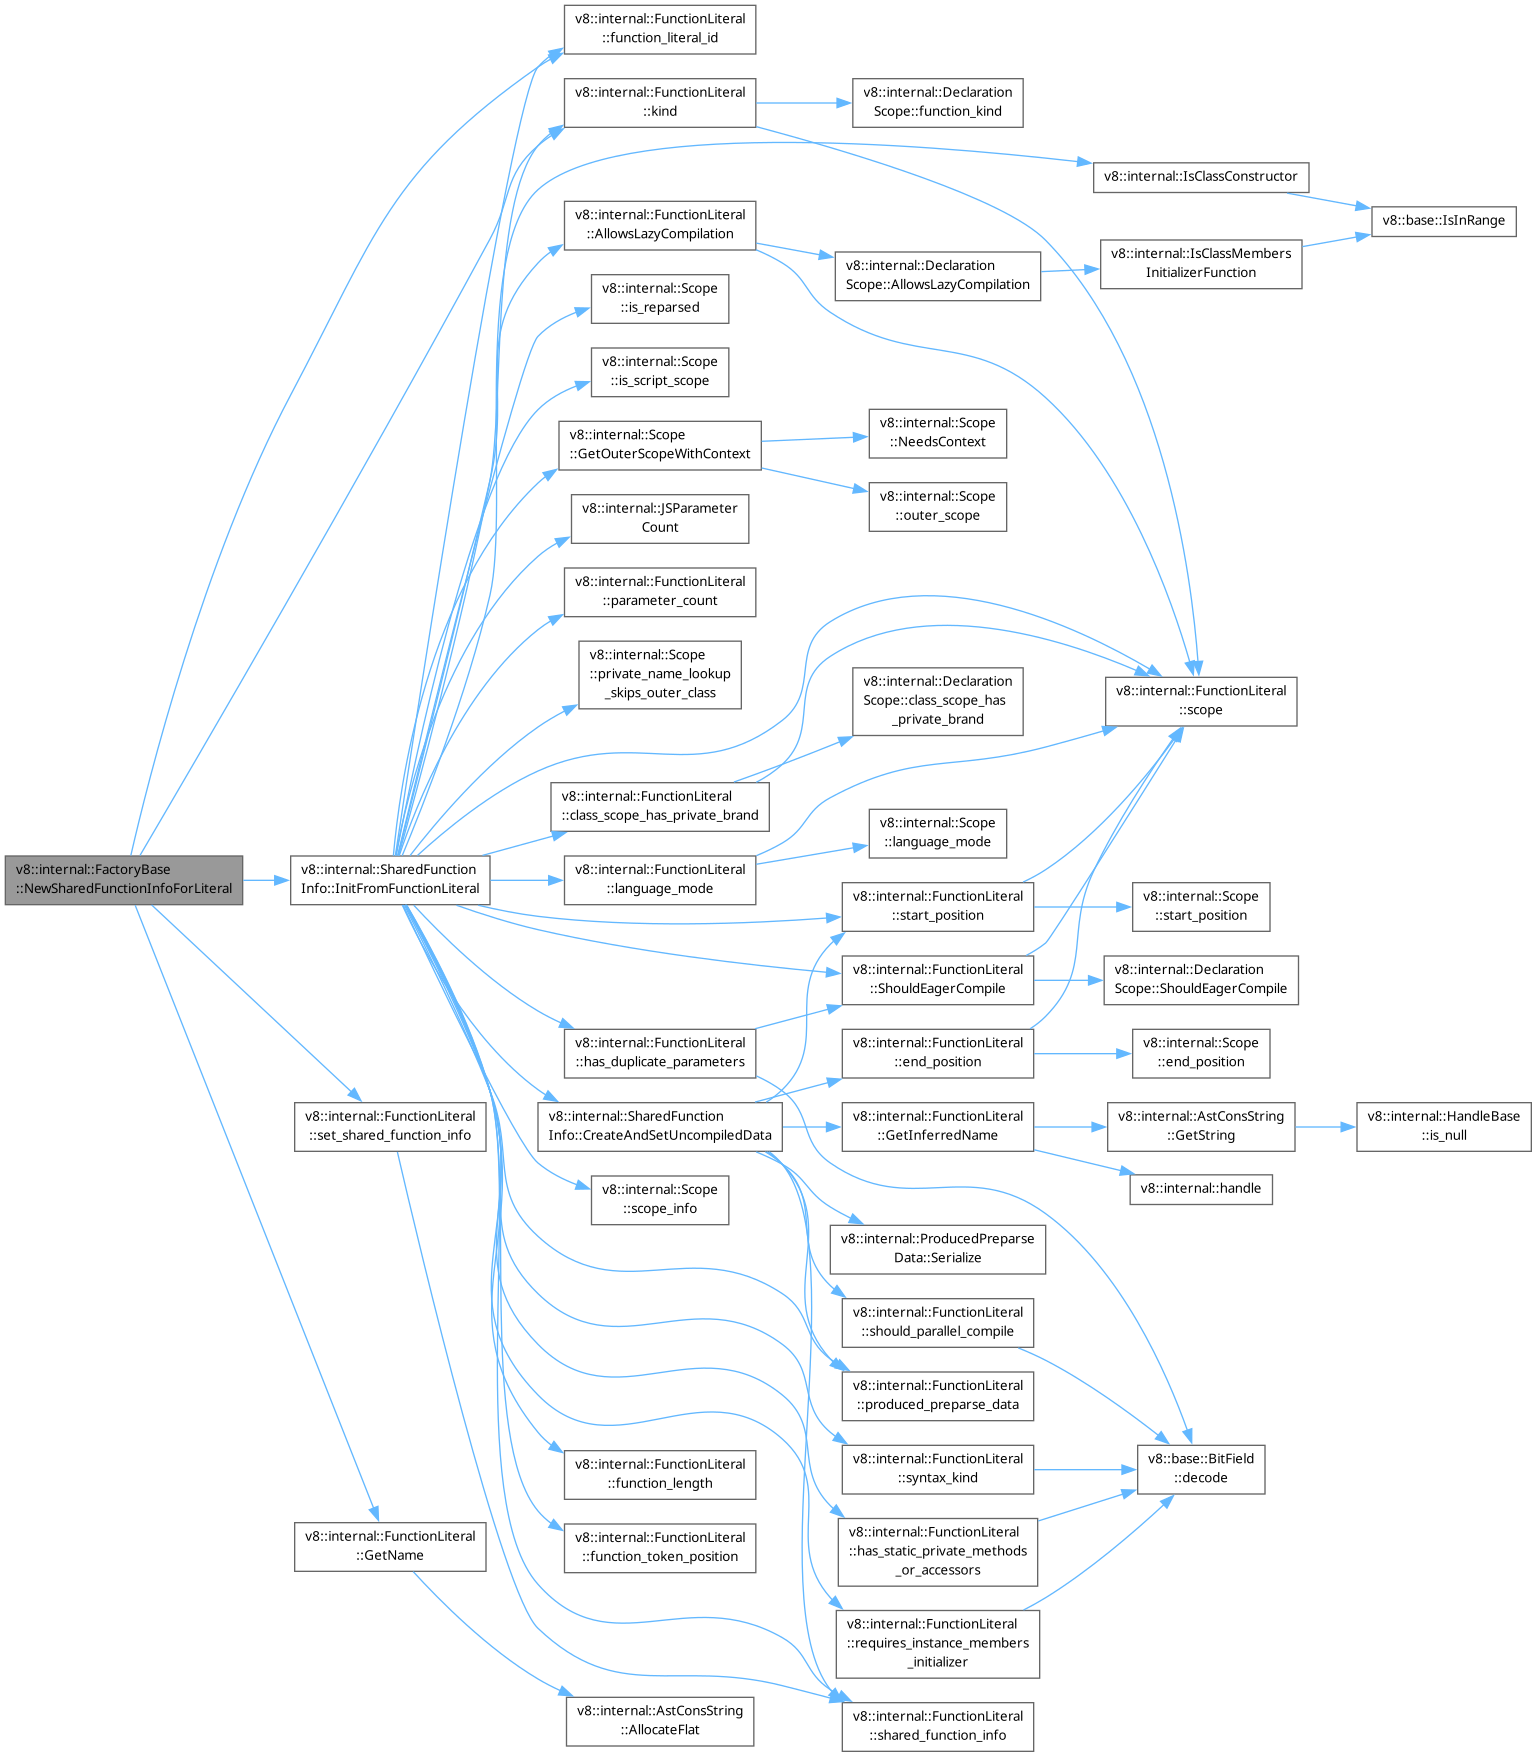 v8::internal::FunctionLiteral
::function_literal_id
v8::internal::FunctionLiteral
::kind
v8::internal::Declaration
Scope::function_kind
v8::internal::IsClassConstructor
v8::base::IsInRange
v8::internal::FunctionLiteral
::AllowsLazyCompilation
v8::internal::Declaration
Scope::AllowsLazyCompilation
v8::internal::IsClassMembers
InitializerFunction
v8::internal::Scope
::is_reparsed
v8::internal::Scope
::is_script_scope
v8::internal::Scope
::GetOuterScopeWithContext
v8::internal::Scope
::NeedsContext
v8::internal::Scope
::outer_scope
v8::internal::JSParameter
Count
v8::internal::FunctionLiteral
::parameter_count
v8::internal::Scope
::private_name_lookup
_skips_outer_class
v8::internal::Declaration
Scope::class_scope_has
_private_brand
v8::internal::FunctionLiteral
::scope
v8::internal::FunctionLiteral
::class_scope_has_private_brand
v8::internal::Scope
::language_mode
v8::internal::FactoryBase
::NewSharedFunctionInfoForLiteral
v8::internal::SharedFunction
Info::InitFromFunctionLiteral
v8::internal::FunctionLiteral
::language_mode
v8::internal::FunctionLiteral
::start_position
v8::internal::Scope
::start_position
v8::internal::FunctionLiteral
::ShouldEagerCompile
v8::internal::Declaration
Scope::ShouldEagerCompile
v8::internal::FunctionLiteral
::has_duplicate_parameters
v8::internal::FunctionLiteral
::end_position
v8::internal::Scope
::end_position
v8::internal::FunctionLiteral
::set_shared_function_info
v8::internal::SharedFunction
Info::CreateAndSetUncompiledData
v8::internal::FunctionLiteral
::GetInferredName
v8::internal::AstConsString
::GetString
v8::internal::HandleBase
::is_null
v8::internal::handle
v8::internal::Scope
::scope_info
v8::internal::ProducedPreparse
Data::Serialize
v8::internal::FunctionLiteral
::should_parallel_compile
v8::internal::FunctionLiteral
::produced_preparse_data
v8::internal::FunctionLiteral
::function_length
v8::internal::FunctionLiteral
::syntax_kind
v8::base::BitField
::decode
v8::internal::FunctionLiteral
::GetName
v8::internal::FunctionLiteral
::function_token_position
v8::internal::FunctionLiteral
::has_static_private_methods
_or_accessors
v8::internal::FunctionLiteral
::requires_instance_members
_initializer
v8::internal::AstConsString
::AllocateFlat
v8::internal::FunctionLiteral
::shared_function_info